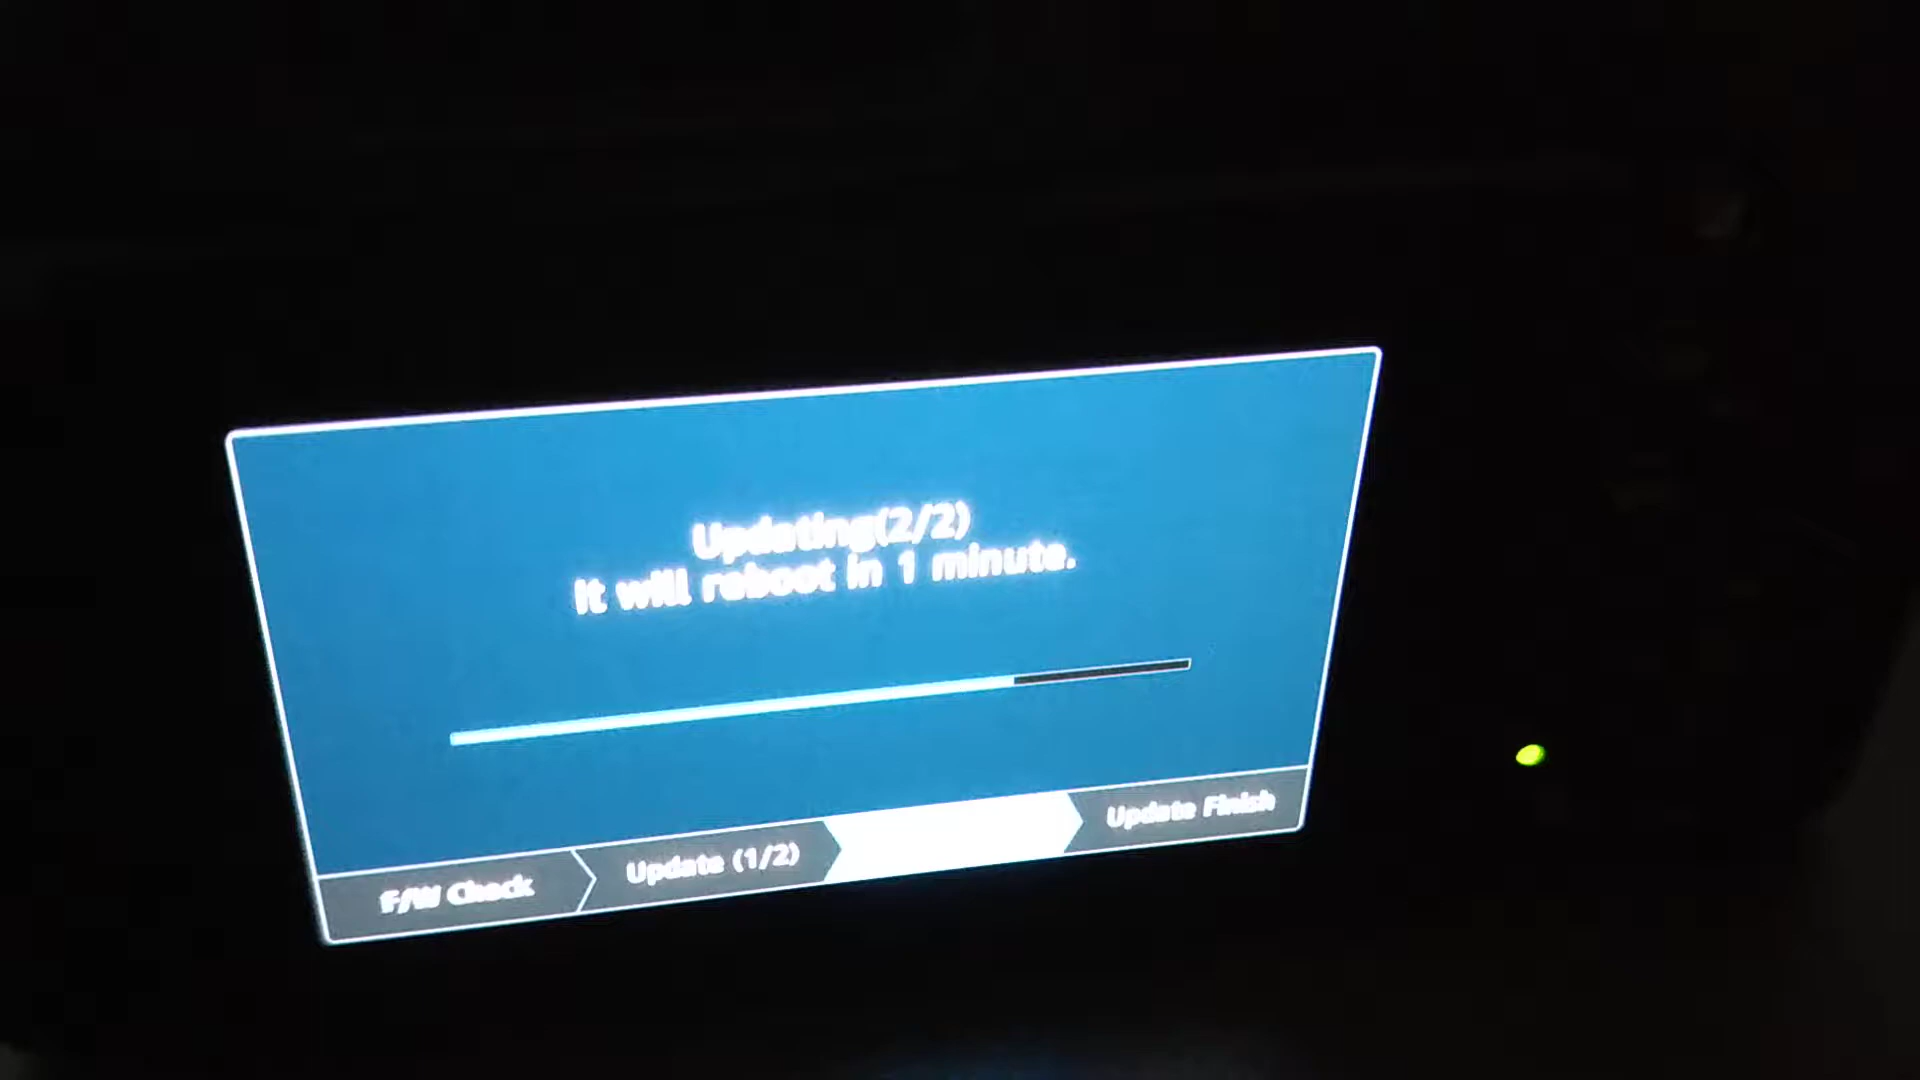 Updating(2/2)
It will reboot in 1 minute.
F/W Check
Update (1/2)
Update Finish